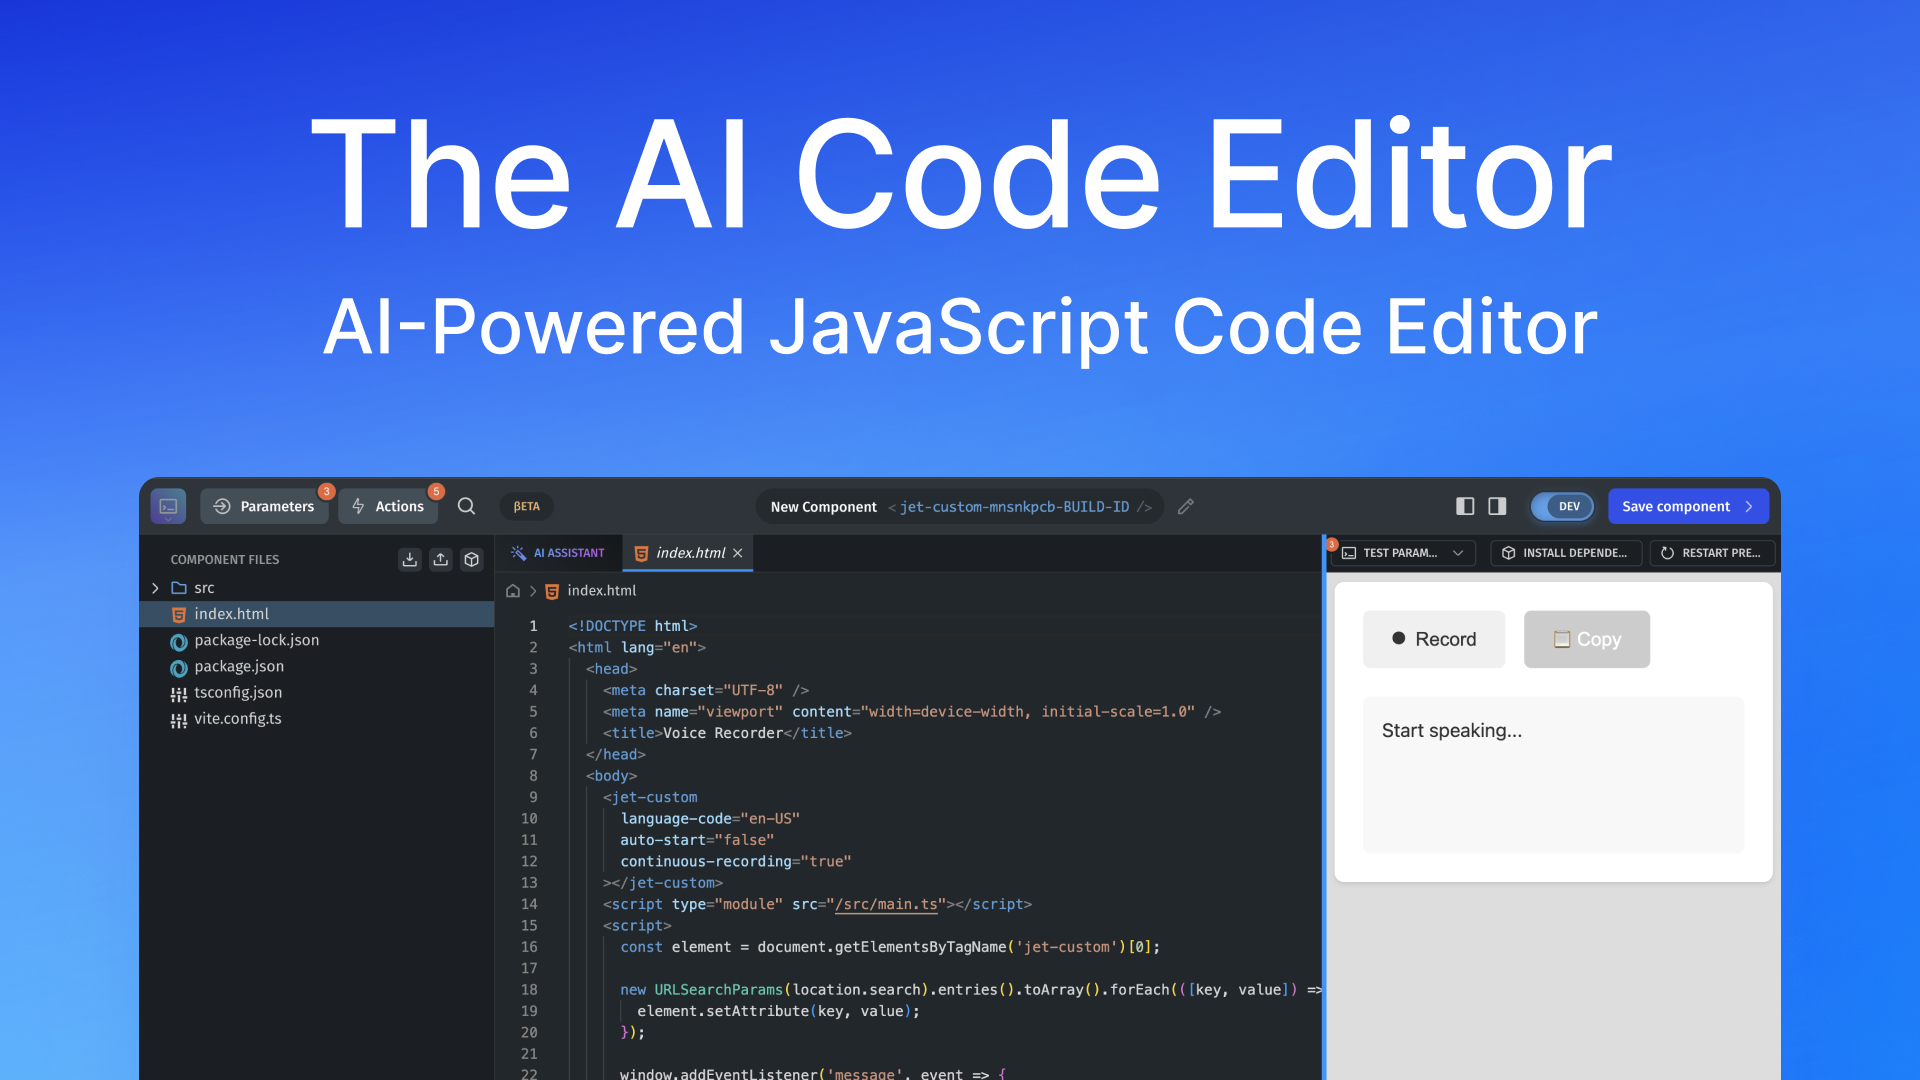 The AI Code Editor
AI-Powered JavaScript Code Editor
Parameters
3
Actions
5
βETA
New Component <jet-custom-mnsnkpcb-BUILD-ID />
DEV
Save component
COMPONENT FILES
src
index.html
package-lock.json
package.json
tsconfig.json
vite.config.ts
AI ASSISTANT
index.html
index.html
1 <!DOCTYPE html>
2 <html lang="en">
3 <head>
4 <meta charset="UTF-8" />
5 <meta name="viewport" content="width=device-width, initial-scale=1.0" />
6 <title>Voice Recorder</title>
7 </head>
8 <body>
9 <jet-custom
10 language-code="en-US"
11 auto-start="false"
12 continuous-recording="true"
13 ></jet-custom>
14 <script type="module" src="/src/main.ts"></script>
15 <script>
16 const element = document.getElementsByTagName('jet-custom')[0];
17
18 new URLSearchParams(location.search).entries().toArray().forEach(([key, value]) =>
19 element.setAttribute(key, value);
20 });
21
22 window.addEventListener('message', event => {
3
TEST PARAM...
INSTALL DEPENDE...
RESTART PRE...
Record
Copy
Start speaking...